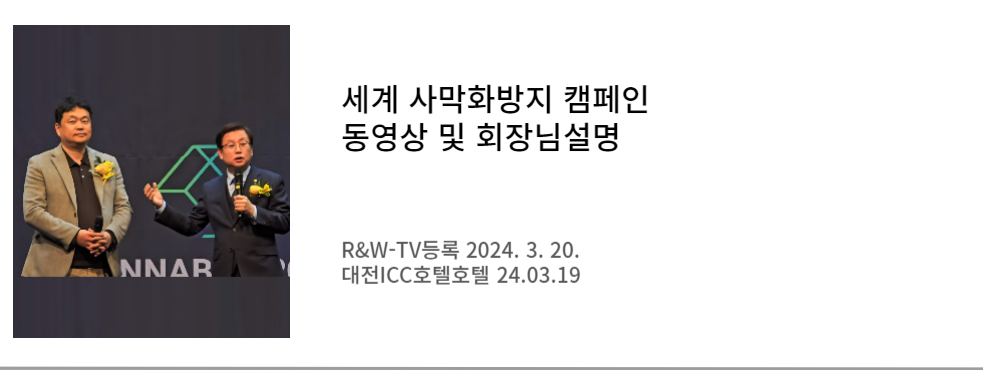 NNAB
세계 사막화방지 캠페인
동영상 및 회장님설명
R&W-TV등록 2024. 3. 20.
대전ICC호텔호텔 24.03.19